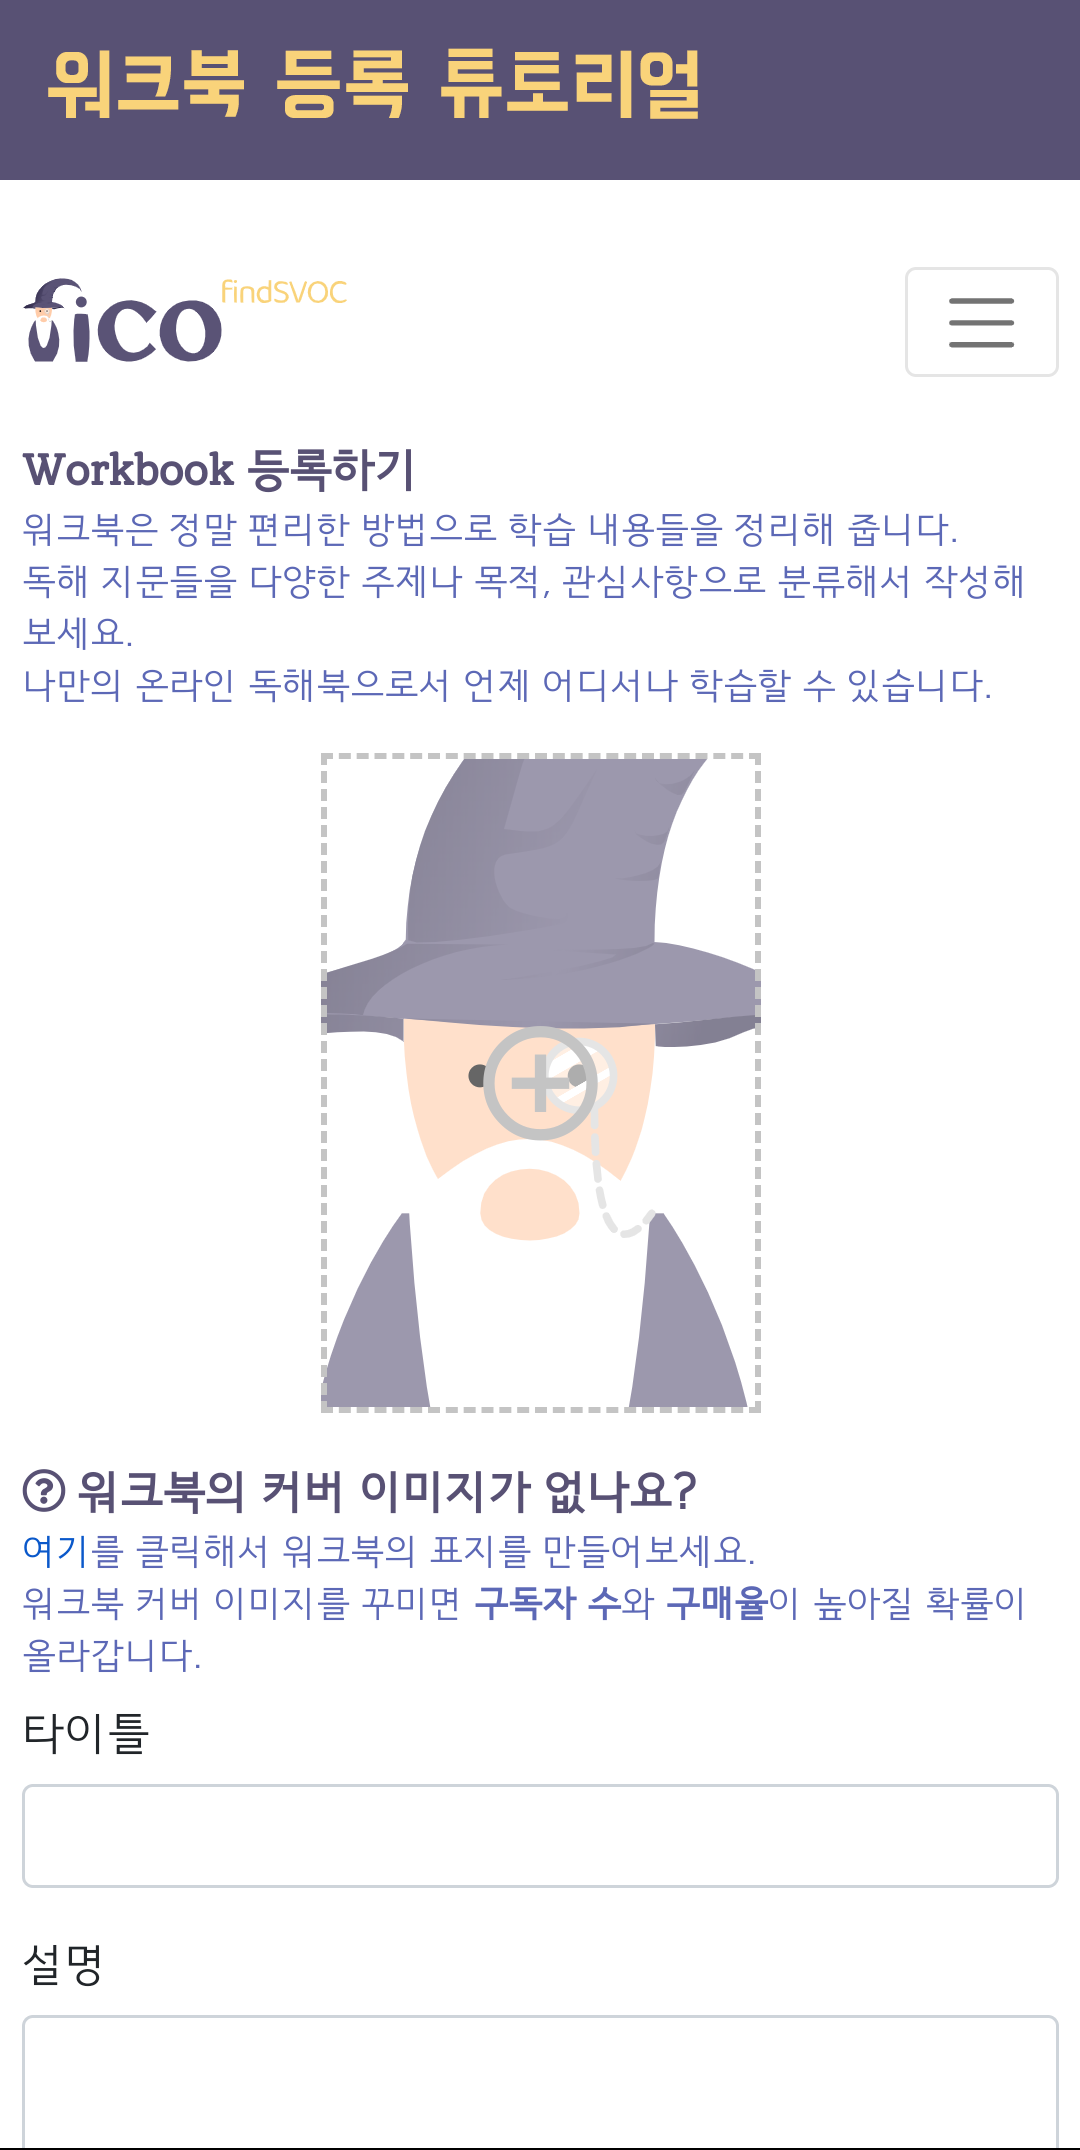 워크북 등록 튜토리얼
fico findSVOC
Workbook 등록하기
워크북은 정말 편리한 방법으로 학습 내용들을 정리해 줍니다.
독해 지문들을 다양한 주제나 목적, 관심사항으로 분류해서 작성해
보세요.
나만의 온라인 독해북으로서 언제 어디서나 학습할 수 있습니다.
워크북의 커버 이미지가 없나요?
여기를 클릭해서 워크북의 표지를 만들어보세요.
워크북 커버 이미지를 꾸미면 구독자 수와 구매율이 높아질 확률이
올라갑니다.
타이틀
설명